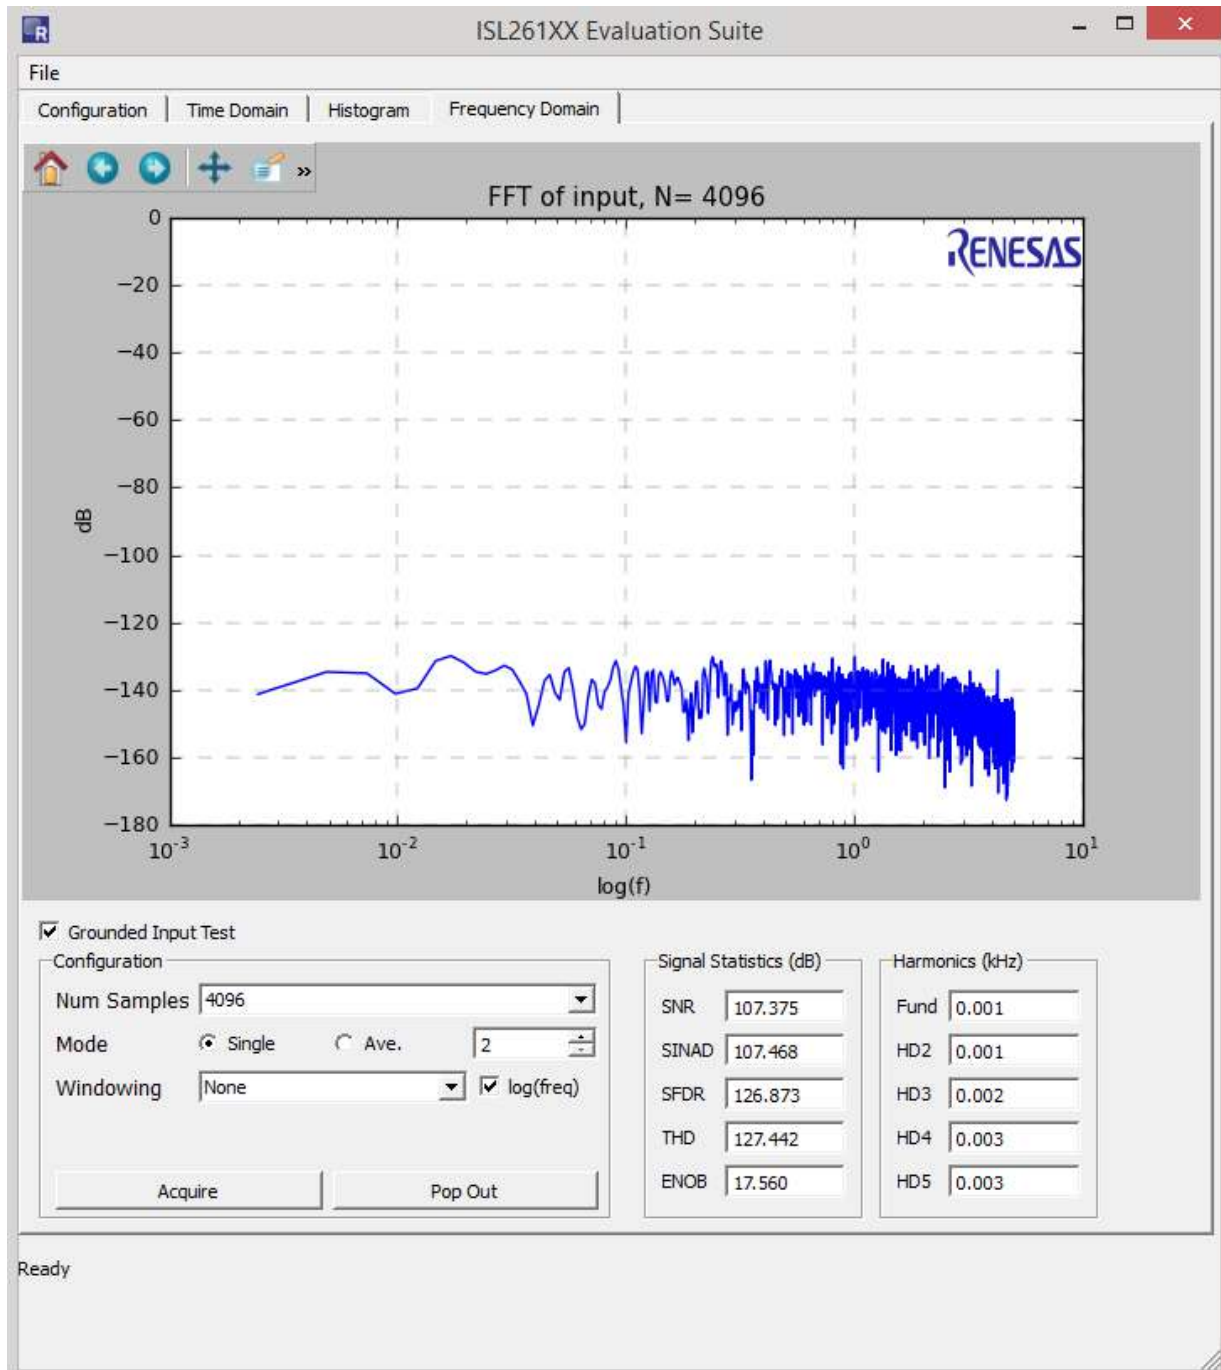 R
ISL261XX Evaluation Suite
File
Configuration Time Domain Histogram Frequency Domain
»
FFT of input, N= 4096
RENESAS
0
−20
−40
−60
−80
−100
−120
−140
−160
−180
dB
10^-3 10^-2 10^-1 10^0 10^1
log(f)
Grounded Input Test
Configuration
Num Samples 4096
Mode Single Ave. 2
Windowing None log(freq)
Acquire Pop Out
Signal Statistics (dB)
SNR 107.375
SINAD 107.468
SFDR 126.873
THD 127.442
ENOB 17.560
Harmonics (kHz)
Fund 0.001
HD2 0.001
HD3 0.002
HD4 0.003
HD5 0.003
Ready